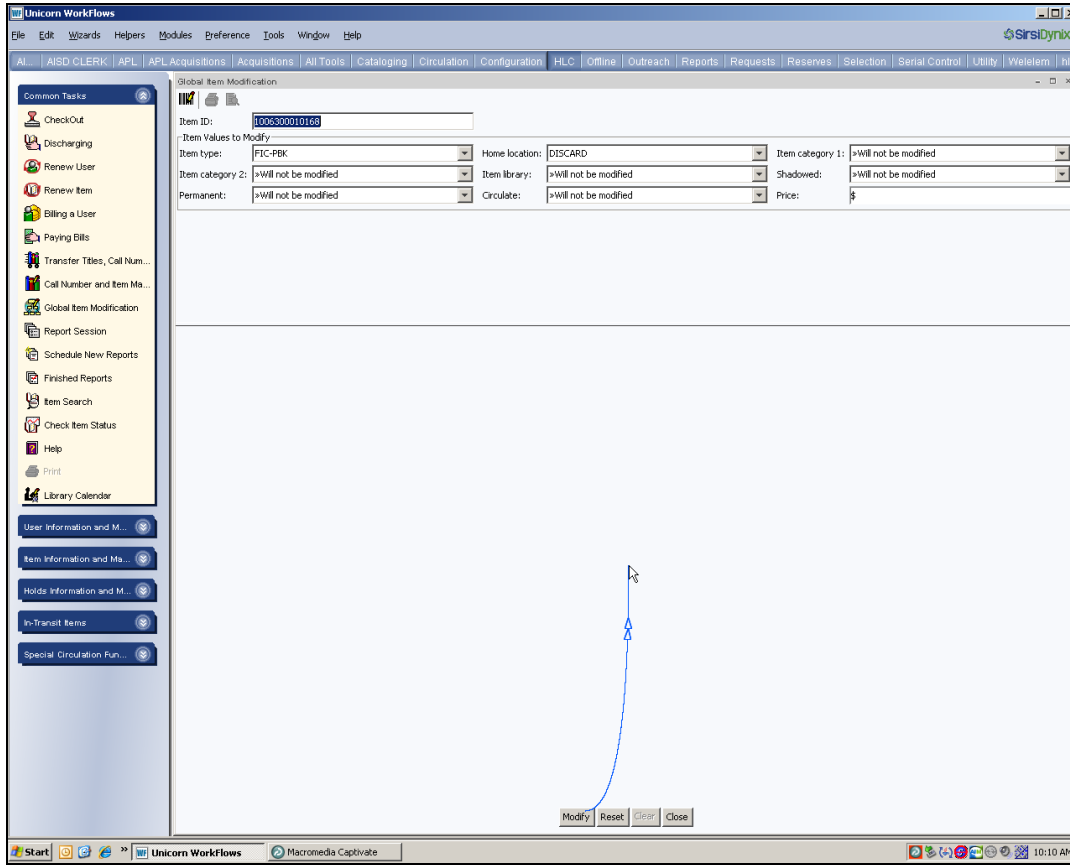 Unicorn WorkFlows
File Edit Wizards Helpers Modules Preference Tools Window Help
SirsiDynix
AI... AISD CLERK APL APL Acquisitions Acquisitions All Tools Cataloging Circulation Configuration HLC Offline Outreach Reports Requests Reserves Selection Serial Control Utility Welelem
Common Tasks
CheckOut
Discharging
Renew User
Renew Item
Billing a User
Paying Bills
Transfer Titles, Call Num...
Call Number and Item Ma...
Global Item Modification
Report Session
Schedule New Reports
Finished Reports
Item Search
Check Item Status
Help
Print
Library Calendar
User Information and M...
Item Information and Ma...
Holds Information and M...
In-Transit Items
Special Circulation Fun...
Global Item Modification
Item ID: 1006300010168
Item Values to Modify
Item type: FIC-PBK Home location: DISCARD Item category 1: >Will not be modified
Item category 2: >Will not be modified Item library: >Will not be modified Shadowed: >Will not be modified
Permanent: >Will not be modified Circulate: >Will not be modified Price: $
Modify Reset Clear Close
Start » Unicorn WorkFlows Macromedia Captivate 10:10 AM